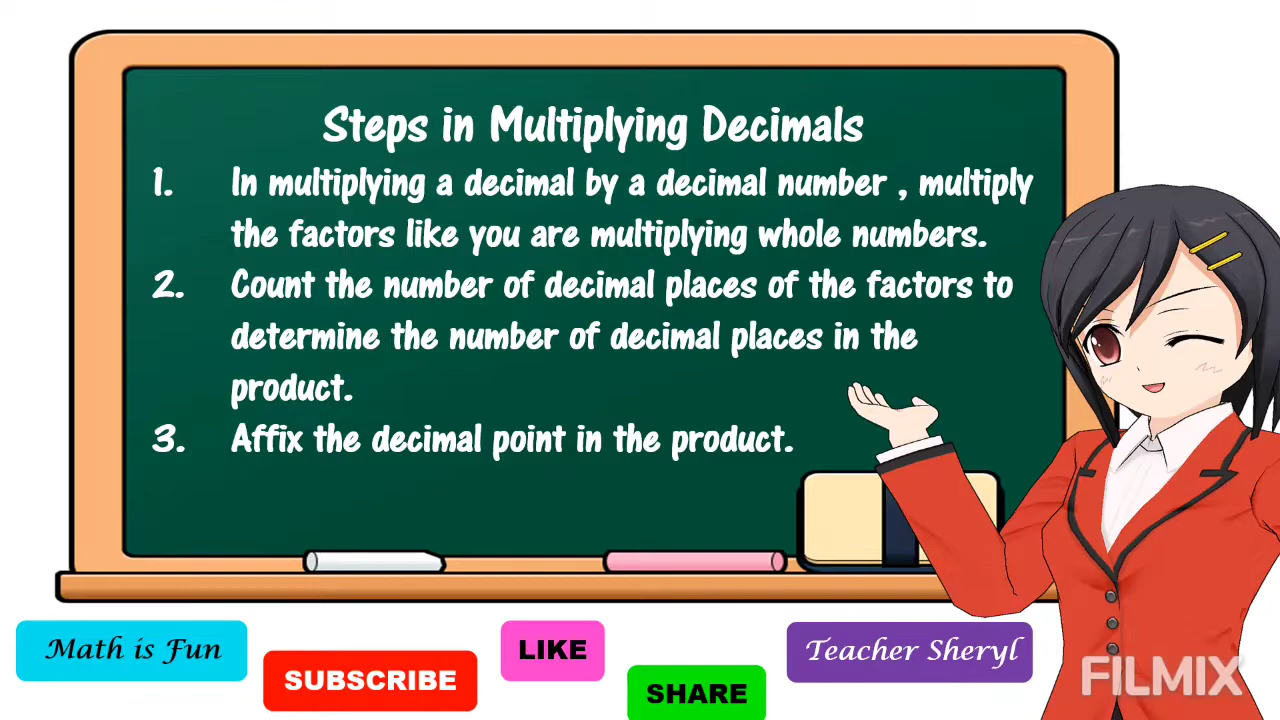 Steps in Multiplying Decimals
1. In multiplying a decimal by a decimal number , multiply
the factors like you are multiplying whole numbers.
2. Count the number of decimal places of the factors to
determine the number of decimal places in the
product.
3. Affix the decimal point in the product.
Math is Fun
SUBSCRIBE
LIKE
SHARE
Teacher Sheryl
FILMIX